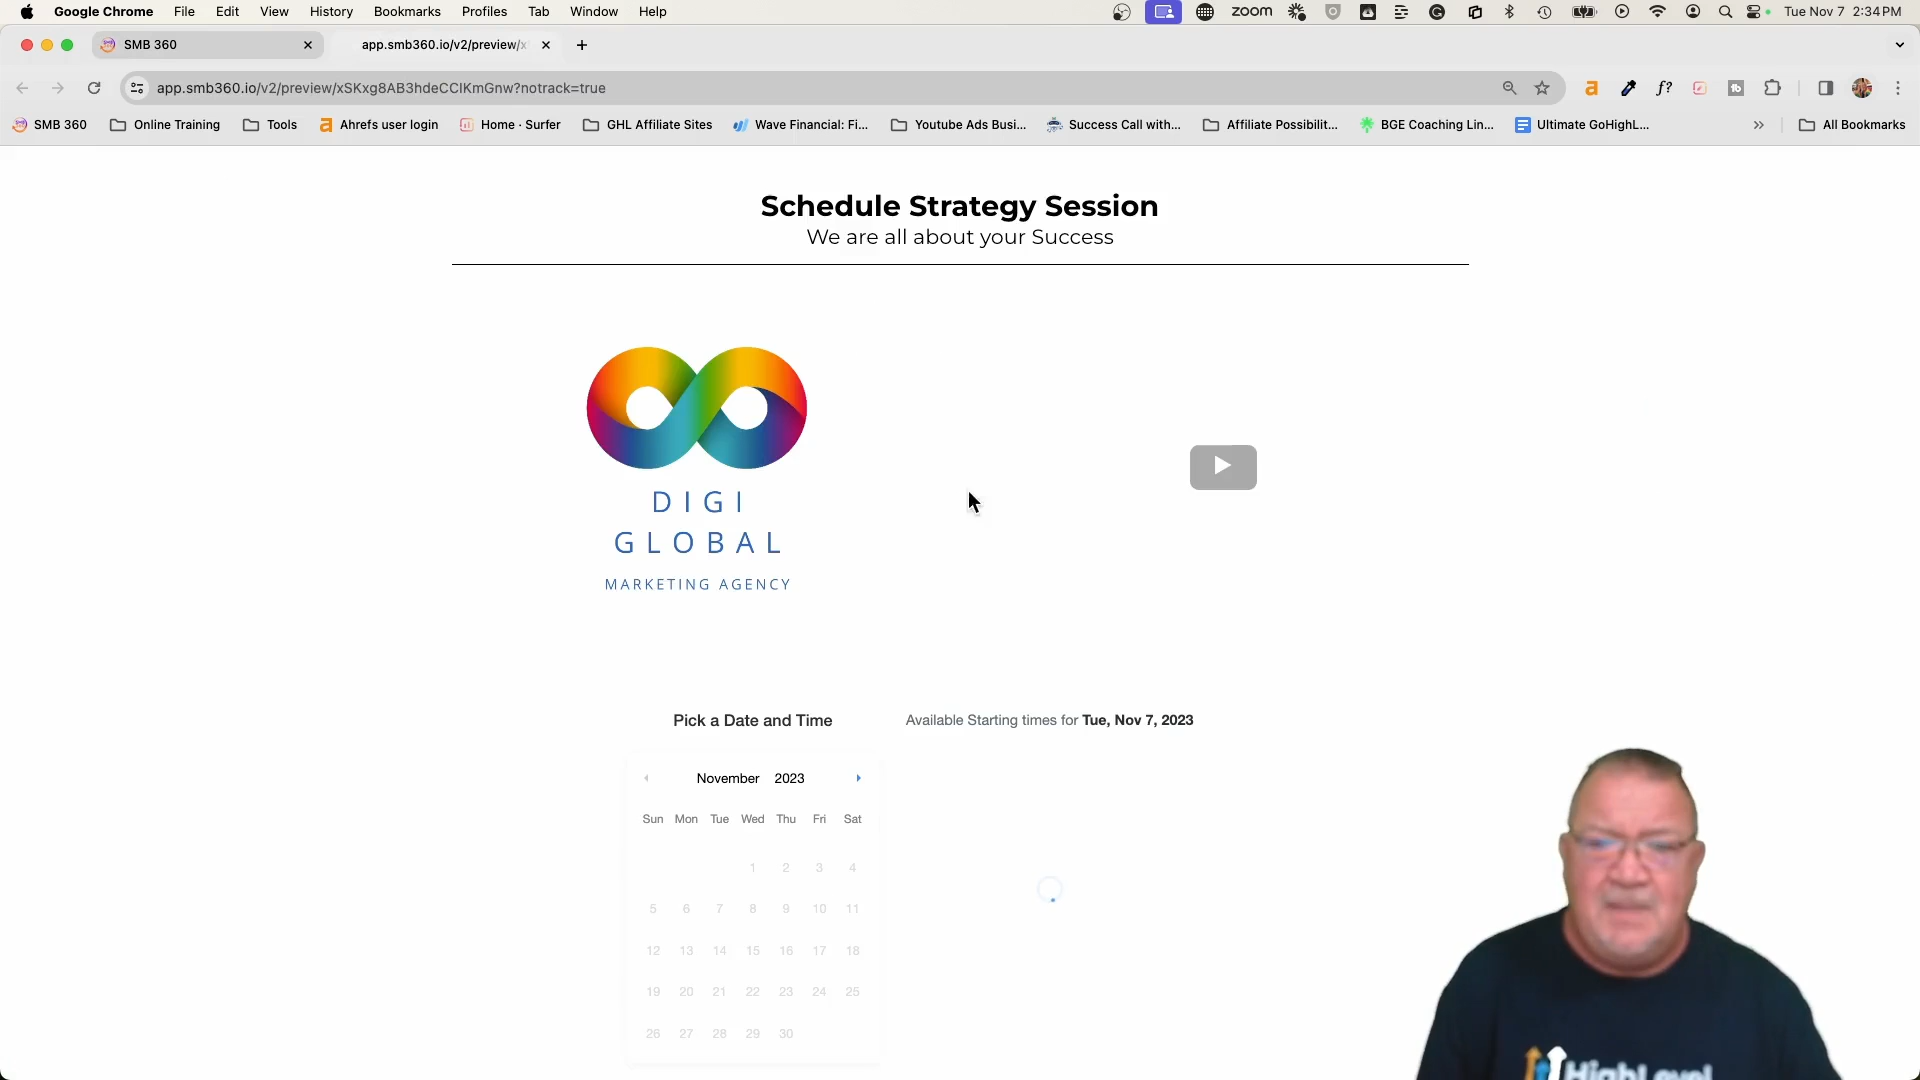 Google Chrome File Edit View History Bookmarks Profiles Tab Window Help zoom Tue Nov 7 2:34 PM
SMB 360 app.smb360.io/v2/preview/x
app.smb360.io/v2/preview/xSKxg8AB3hdeCCIKmGnw?notrack=true
SMB 360 Online Training Tools Ahrefs user login Home · Surfer GHL Affiliate Sites Wave Financial: Fi... Youtube Ads Busi... Success Call with... Affiliate Possibilit... BGE Coaching Lin... Ultimate GoHighL... All Bookmarks
Schedule Strategy Session
We are all about your Success
DIGI
GLOBAL
MARKETING AGENCY
Pick a Date and Time
Available Starting times for Tue, Nov 7, 2023
November 2023
Sun Mon Tue Wed Thu Fri Sat
1 2 3 4
5 6 7 8 9 10 11
12 13 14 15 16 17 18
19 20 21 22 23 24 25
26 27 28 29 30
HighLevel